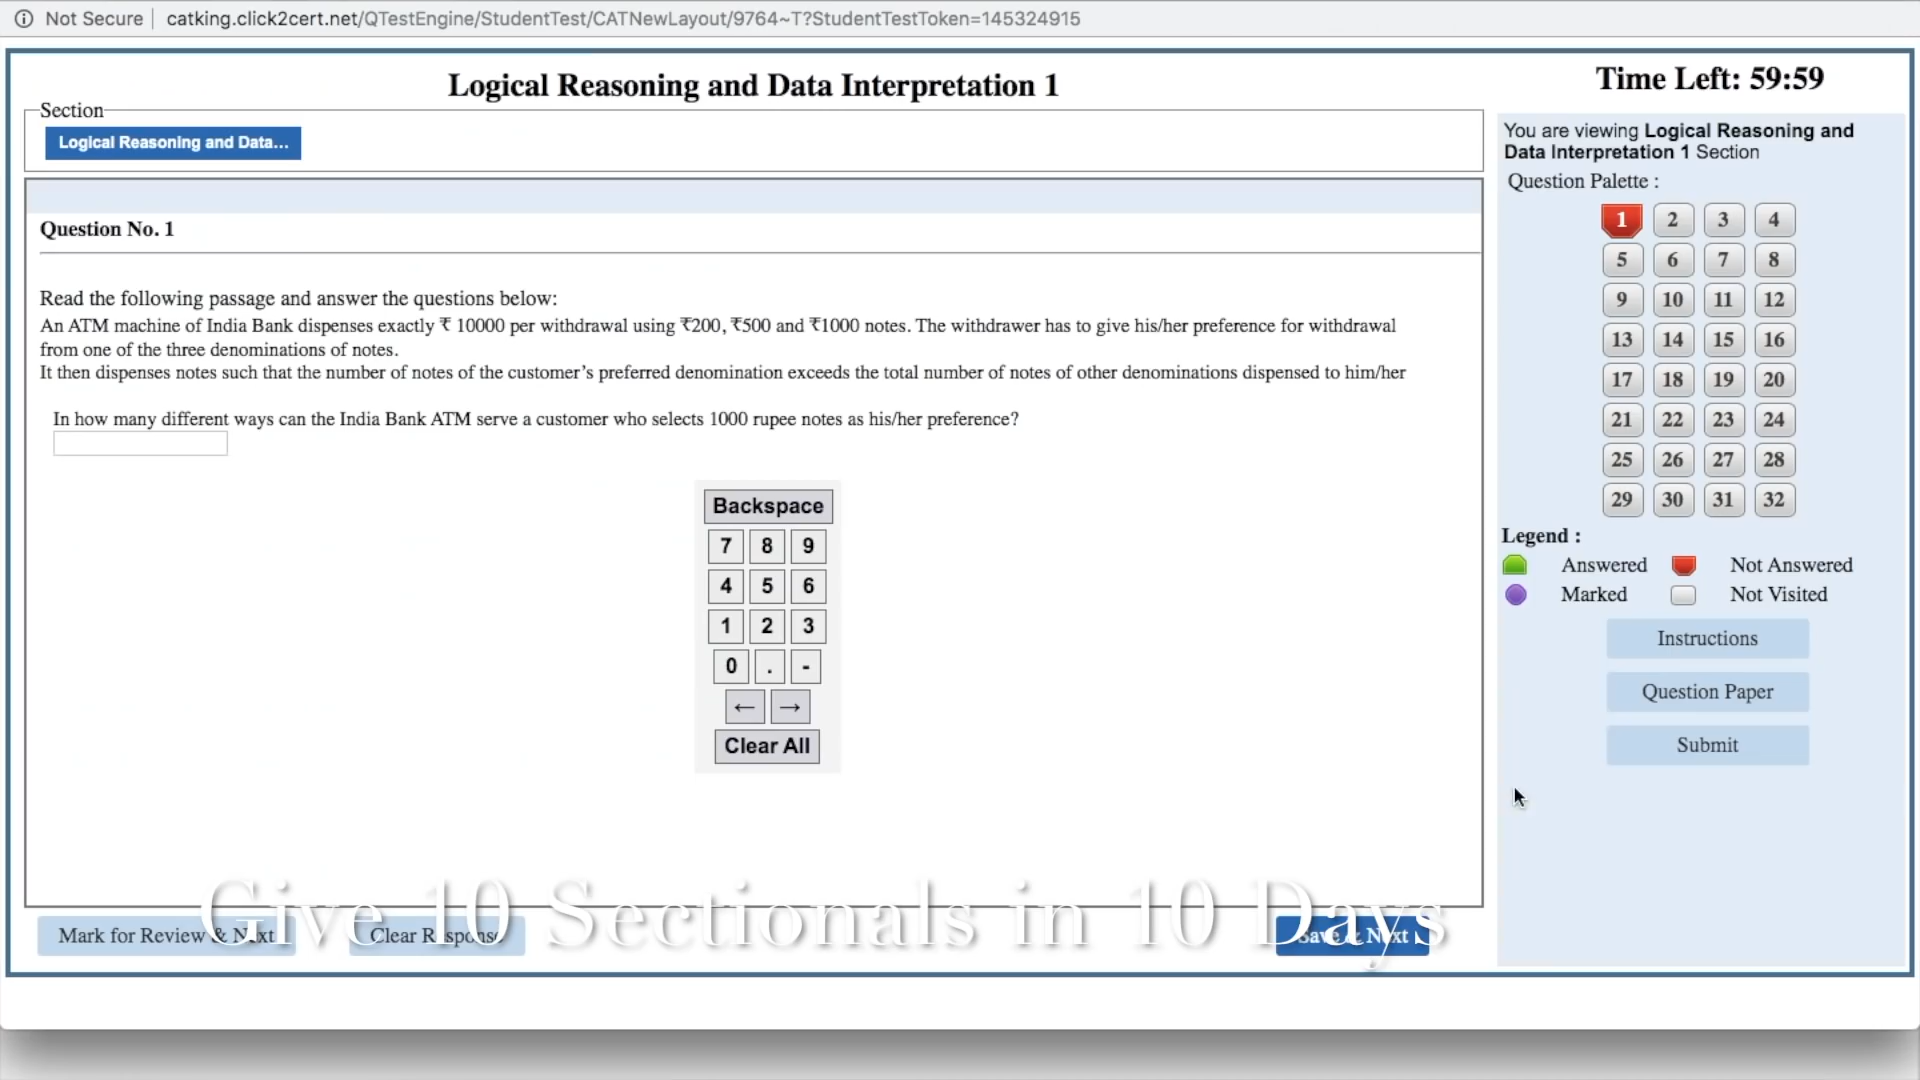 Not Secure | catking.click2cert.net/QTestEngine/StudentTest/CATNewLayout/9764~T?StudentTestToken=145324915
Logical Reasoning and Data Interpretation 1
Time Left: 59:59
Section
Logical Reasoning and Data...
You are viewing Logical Reasoning and
Data Interpretation 1 Section
Question Palette :
1 2 3 4
5 6 7 8
9 10 11 12
13 14 15 16
17 18 19 20
21 22 23 24
25 26 27 28
29 30 31 32
Legend :
Answered Not Answered
Marked Not Visited
Instructions
Question Paper
Submit
Question No. 1
Read the following passage and answer the questions below:
An ATM machine of India Bank dispenses exactly ₹ 10000 per withdrawal using ₹200, ₹500 and ₹1000 notes. The withdrawer has to give his/her preference for withdrawal
from one of the three denominations of notes.
It then dispenses notes such that the number of notes of the customer’s preferred denomination exceeds the total number of notes of other denominations dispensed to him/her
In how many different ways can the India Bank ATM serve a customer who selects 1000 rupee notes as his/her preference?
Backspace
7 8 9
4 5 6
1 2 3
0 . -
← →
Clear All
Give 10 Sectionals in 10 Days
Mark for Review & Next
Clear Response
Save & Next